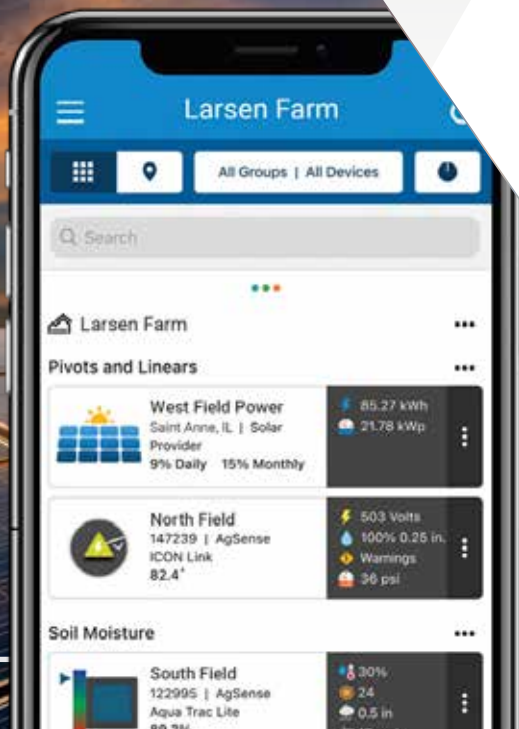 Larsen Farm
All Groups | All Devices
Search
Larsen Farm
Pivots and Linears
West Field Power
Saint Anne, IL | Solar
Provider
9% Daily 15% Monthly
85.27 kWh
21.78 kWp
North Field
147239 | AgSense
ICON Link
82.4°
503 Volts
100% 0.25 in.
Warnings
36 psi
Soil Moisture
South Field
122995 | AgSense
Aqua Trac Lite
30%
24
0.5 in